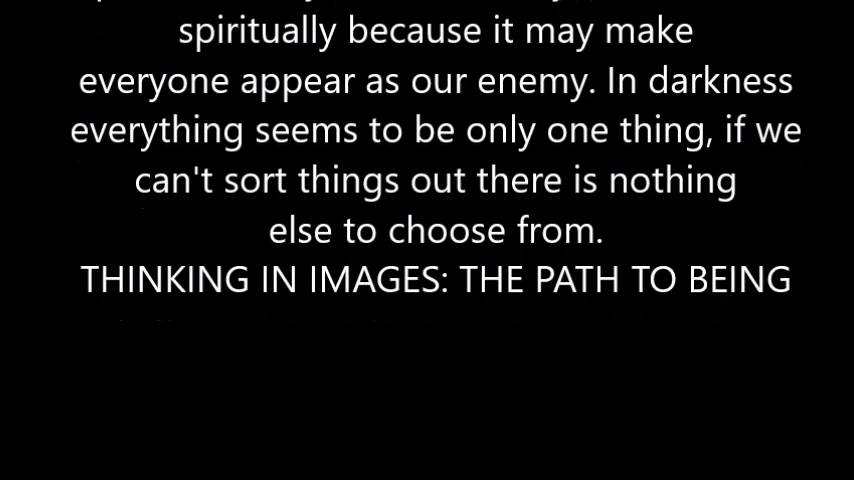 spiritually because it may make
everyone appear as our enemy. In darkness
everything seems to be only one thing, if we
can't sort things out there is nothing
else to choose from.
THINKING IN IMAGES: THE PATH TO BEING